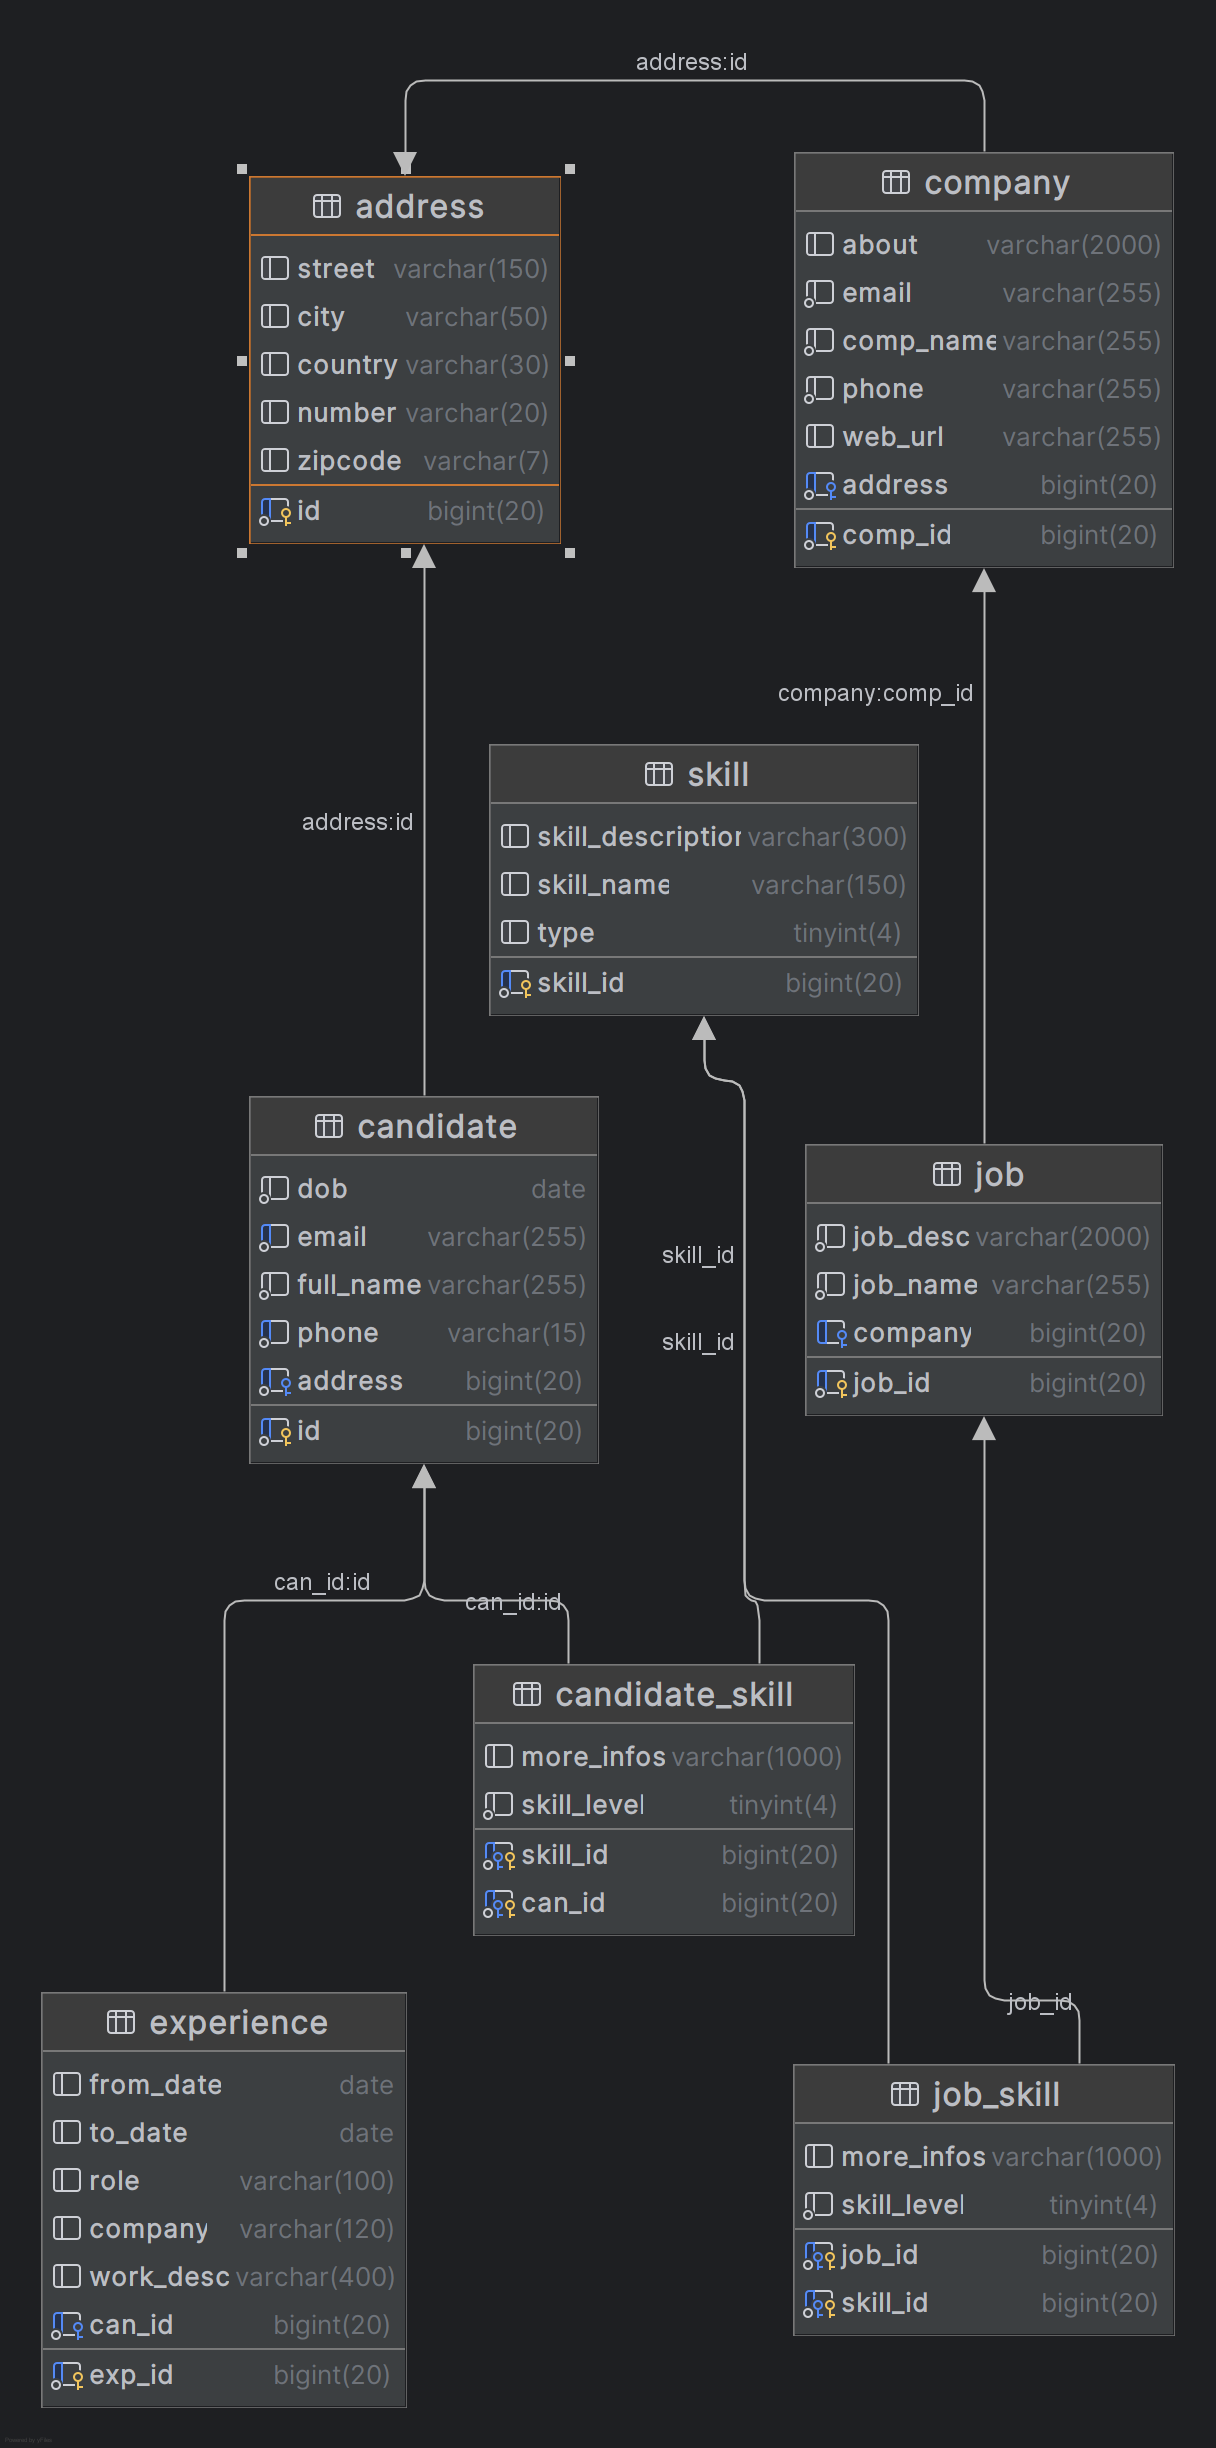 address:id
address
street varchar(150)
city varchar(50)
country varchar(30)
number varchar(20)
zipcode varchar(7)
id bigint(20)
company
about varchar(2000)
email varchar(255)
comp_name varchar(255)
phone varchar(255)
web_url varchar(255)
address bigint(20)
comp_id bigint(20)
company:comp_id
skill
skill_description varchar(300)
skill_name varchar(150)
type tinyint(4)
skill_id bigint(20)
address:id
candidate
dob date
email varchar(255)
full_name varchar(255)
phone varchar(15)
address bigint(20)
id bigint(20)
skill_id
skill_id
job
job_desc varchar(2000)
job_name varchar(255)
company bigint(20)
job_id bigint(20)
can_id:id
can_id:id
candidate_skill
more_infos varchar(1000)
skill_level tinyint(4)
skill_id bigint(20)
can_id bigint(20)
experience
from_date date
to_date date
role varchar(100)
company varchar(120)
work_desc varchar(400)
can_id bigint(20)
exp_id bigint(20)
job_id
job_skill
more_infos varchar(1000)
skill_level tinyint(4)
job_id bigint(20)
skill_id bigint(20)